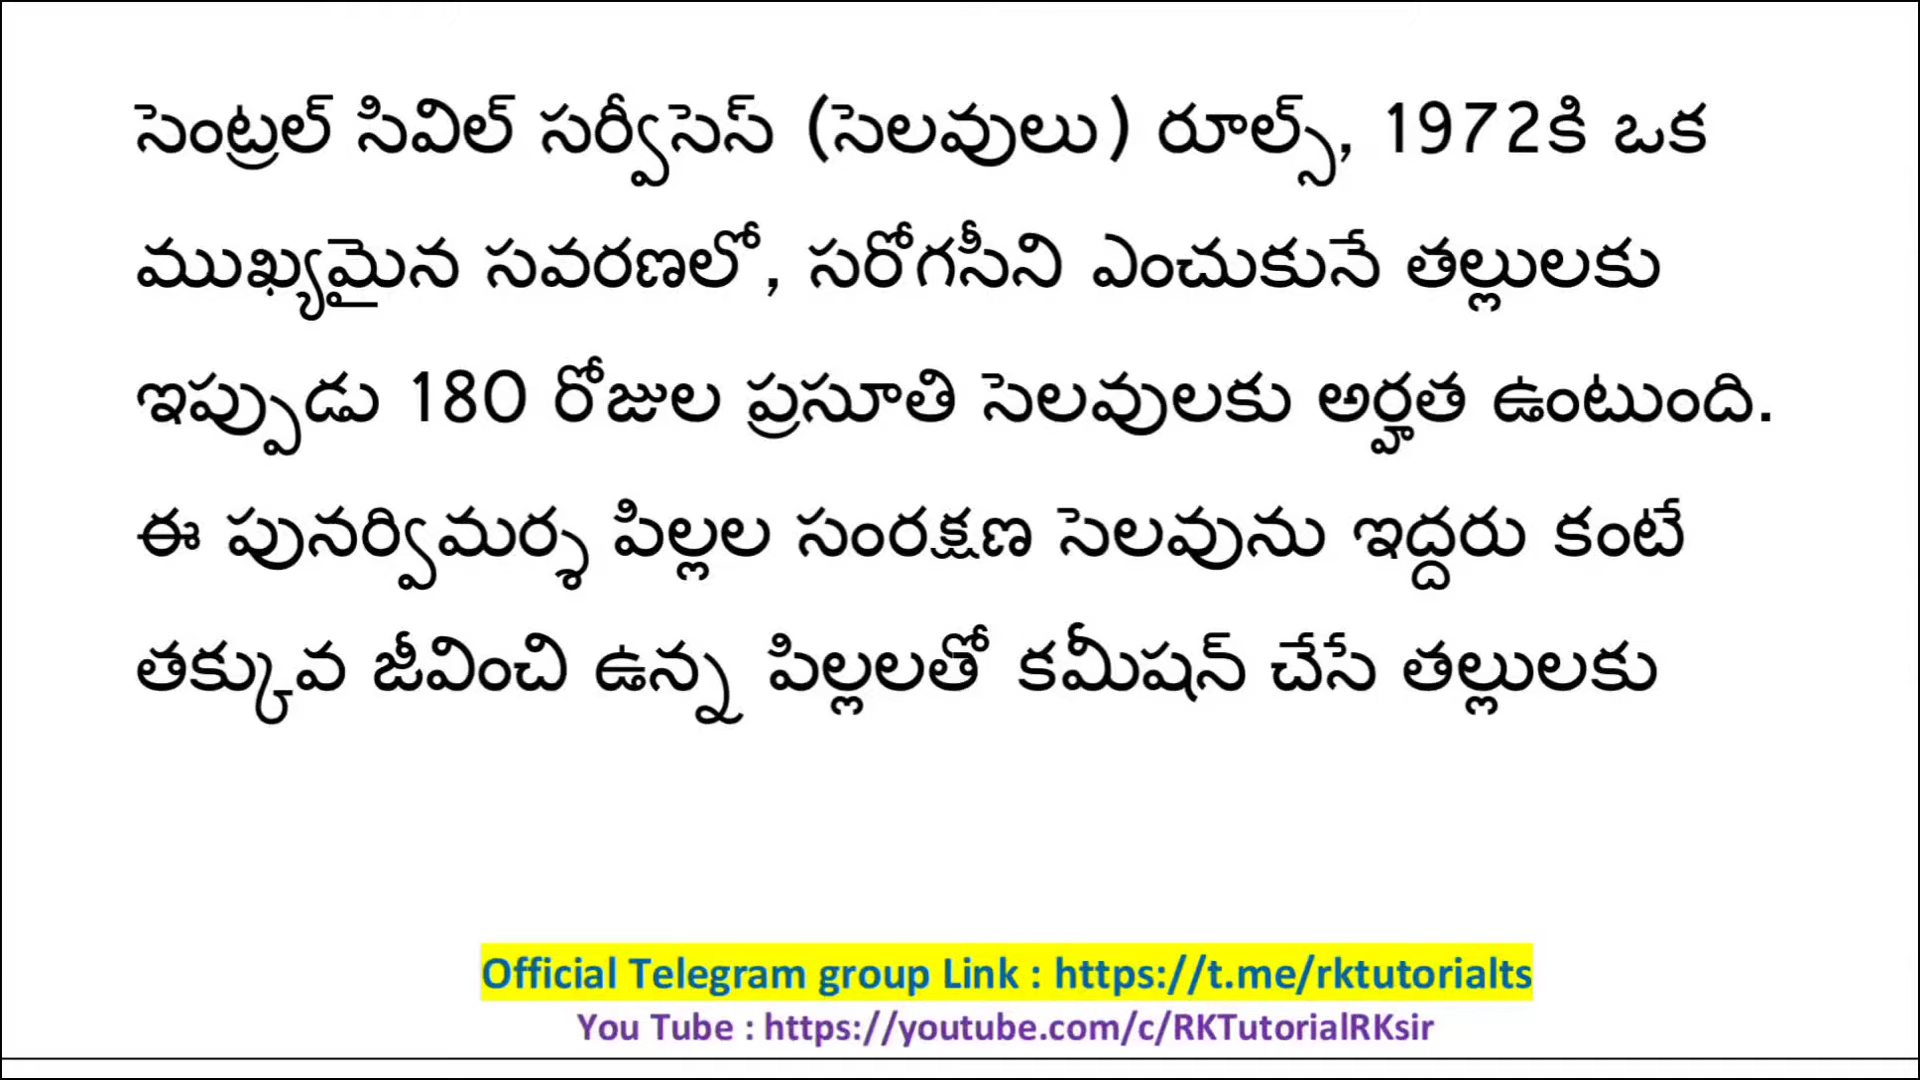 సెంట్రల్ సివిల్ సర్వీసెస్ (సెలవులు) రూల్స్, 1972కి ఒక
ముఖ్యమైన సవరణలో, సరోగసీని ఎంచుకునే తల్లులకు
ఇప్పుడు 180 రోజుల ప్రసూతి సెలవులకు అర్హత ఉంటుంది.
ఈ పునర్విమర్శ పిల్లల సంరక్షణ సెలవును ఇద్దరు కంటే
తక్కువ జీవించి ఉన్న పిల్లలతో కమీషన్ చేసే తల్లులకు
Official Telegram group Link : https://t.me/rktutorialts
You Tube : https://youtube.com/c/RKTutorialRKsir